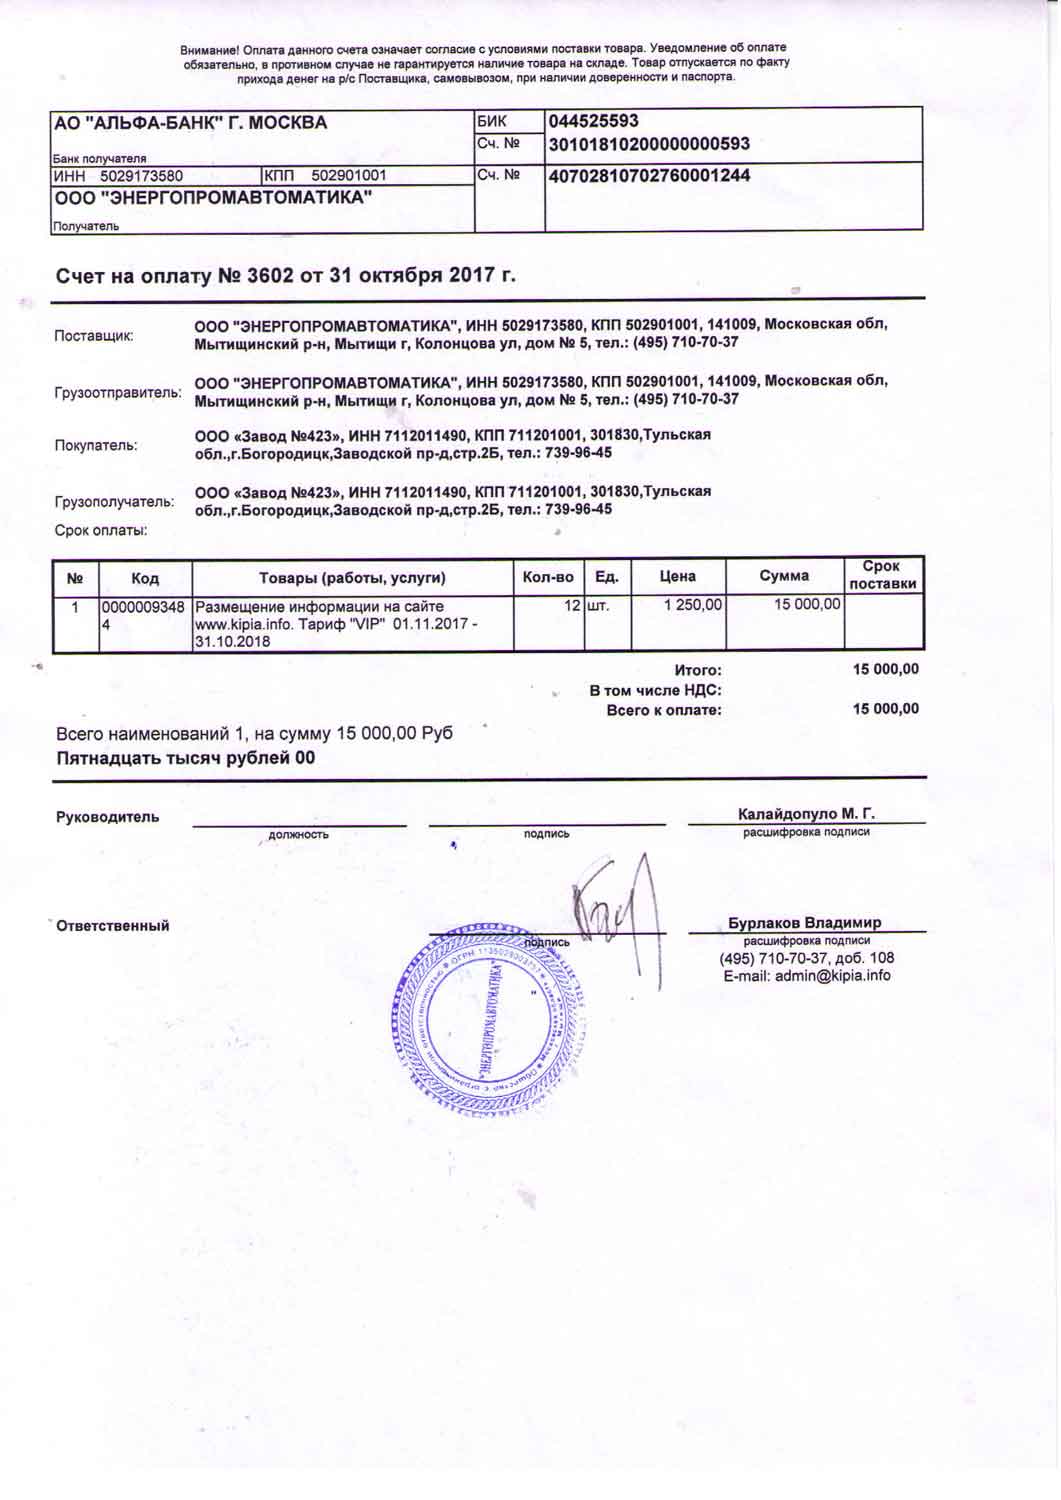 Внимание! Оплата данного счета означает согласие с условиями поставки товара. Уведомление об оплате
обязательно, в противном случае не гарантируется наличие товара на складе. Товар отпускается по факту
прихода денег на р/с Поставщика, самовывозом, при наличии доверенности и паспорта.
АО "АЛЬФА-БАНК" Г. МОСКВА
БИК
044525593
Сч. №
30101810200000000593
Банк получателя
ИНН 5029173580
КПП 502901001
Сч. №
40702810702760001244
ООО "ЭНЕРГОПРОМАВТОМАТИКА"
Получатель
Счет на оплату № 3602 от 31 октября 2017 г.
Поставщик:
ООО "ЭНЕРГОПРОМАВТОМАТИКА", ИНН 5029173580, КПП 502901001, 141009, Московская обл,
Мытищинский р-н, Мытищи г, Колонцова ул, дом № 5, тел.: (495) 710-70-37
Грузоотправитель:
ООО "ЭНЕРГОПРОМАВТОМАТИКА", ИНН 5029173580, КПП 502901001, 141009, Московская обл,
Мытищинский р-н, Мытищи г, Колонцова ул, дом № 5, тел.: (495) 710-70-37
Покупатель:
ООО «Завод №423», ИНН 7112011490, КПП 711201001, 301830,Тульская
обл.,г.Богородицк,Заводской пр-д,стр.2Б, тел.: 739-96-45
Грузополучатель:
ООО «Завод №423», ИНН 7112011490, КПП 711201001, 301830,Тульская
обл.,г.Богородицк,Заводской пр-д,стр.2Б, тел.: 739-96-45
Срок оплаты:
№ Код Товары (работы, услуги) Кол-во Ед. Цена Сумма Срок
поставки
1 0000009348 Размещение информации на сайте 12 шт. 1 250,00 15 000,00
4 www.kipia.info. Тариф "VIP" 01.11.2017 -
31.10.2018
Итого: 15 000,00
В том числе НДС:
Всего к оплате: 15 000,00
Всего наименований 1, на сумму 15 000,00 Руб
Пятнадцать тысяч рублей 00
Руководитель
Калайдопуло М. Г.
должность подпись расшифровка подписи
Ответственный
Бурлаков Владимир
подпись расшифровка подписи
(495) 710-70-37, доб. 108
E-mail: admin@kipia.info
"ЭНЕРГОПРОМАВТОМАТИКА"